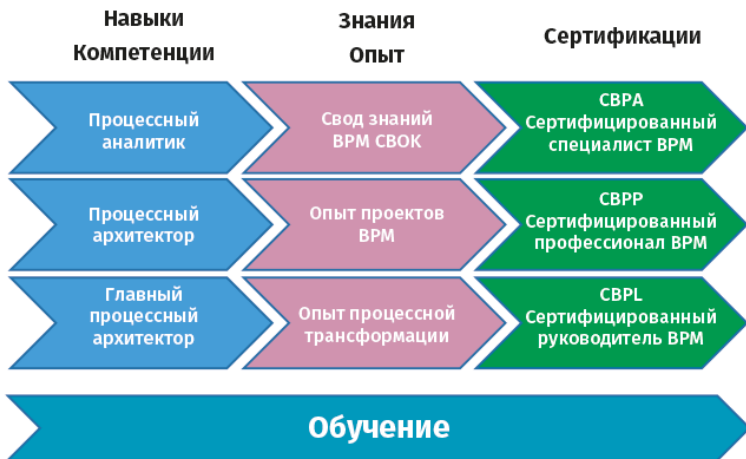 Навыки
Компетенции
Знания
Опыт
Сертификации
Процессный
аналитик
Свод знаний
BPM CBOK
CBPA
Сертифицированный
специалист BPM
Процессный
архитектор
Опыт проектов
BPM
CBPP
Сертифицированный
профессионал BPM
Главный
процессный
архитектор
Опыт процессной
трансформации
CBPL
Сертифицированный
руководитель BPM
Обучение